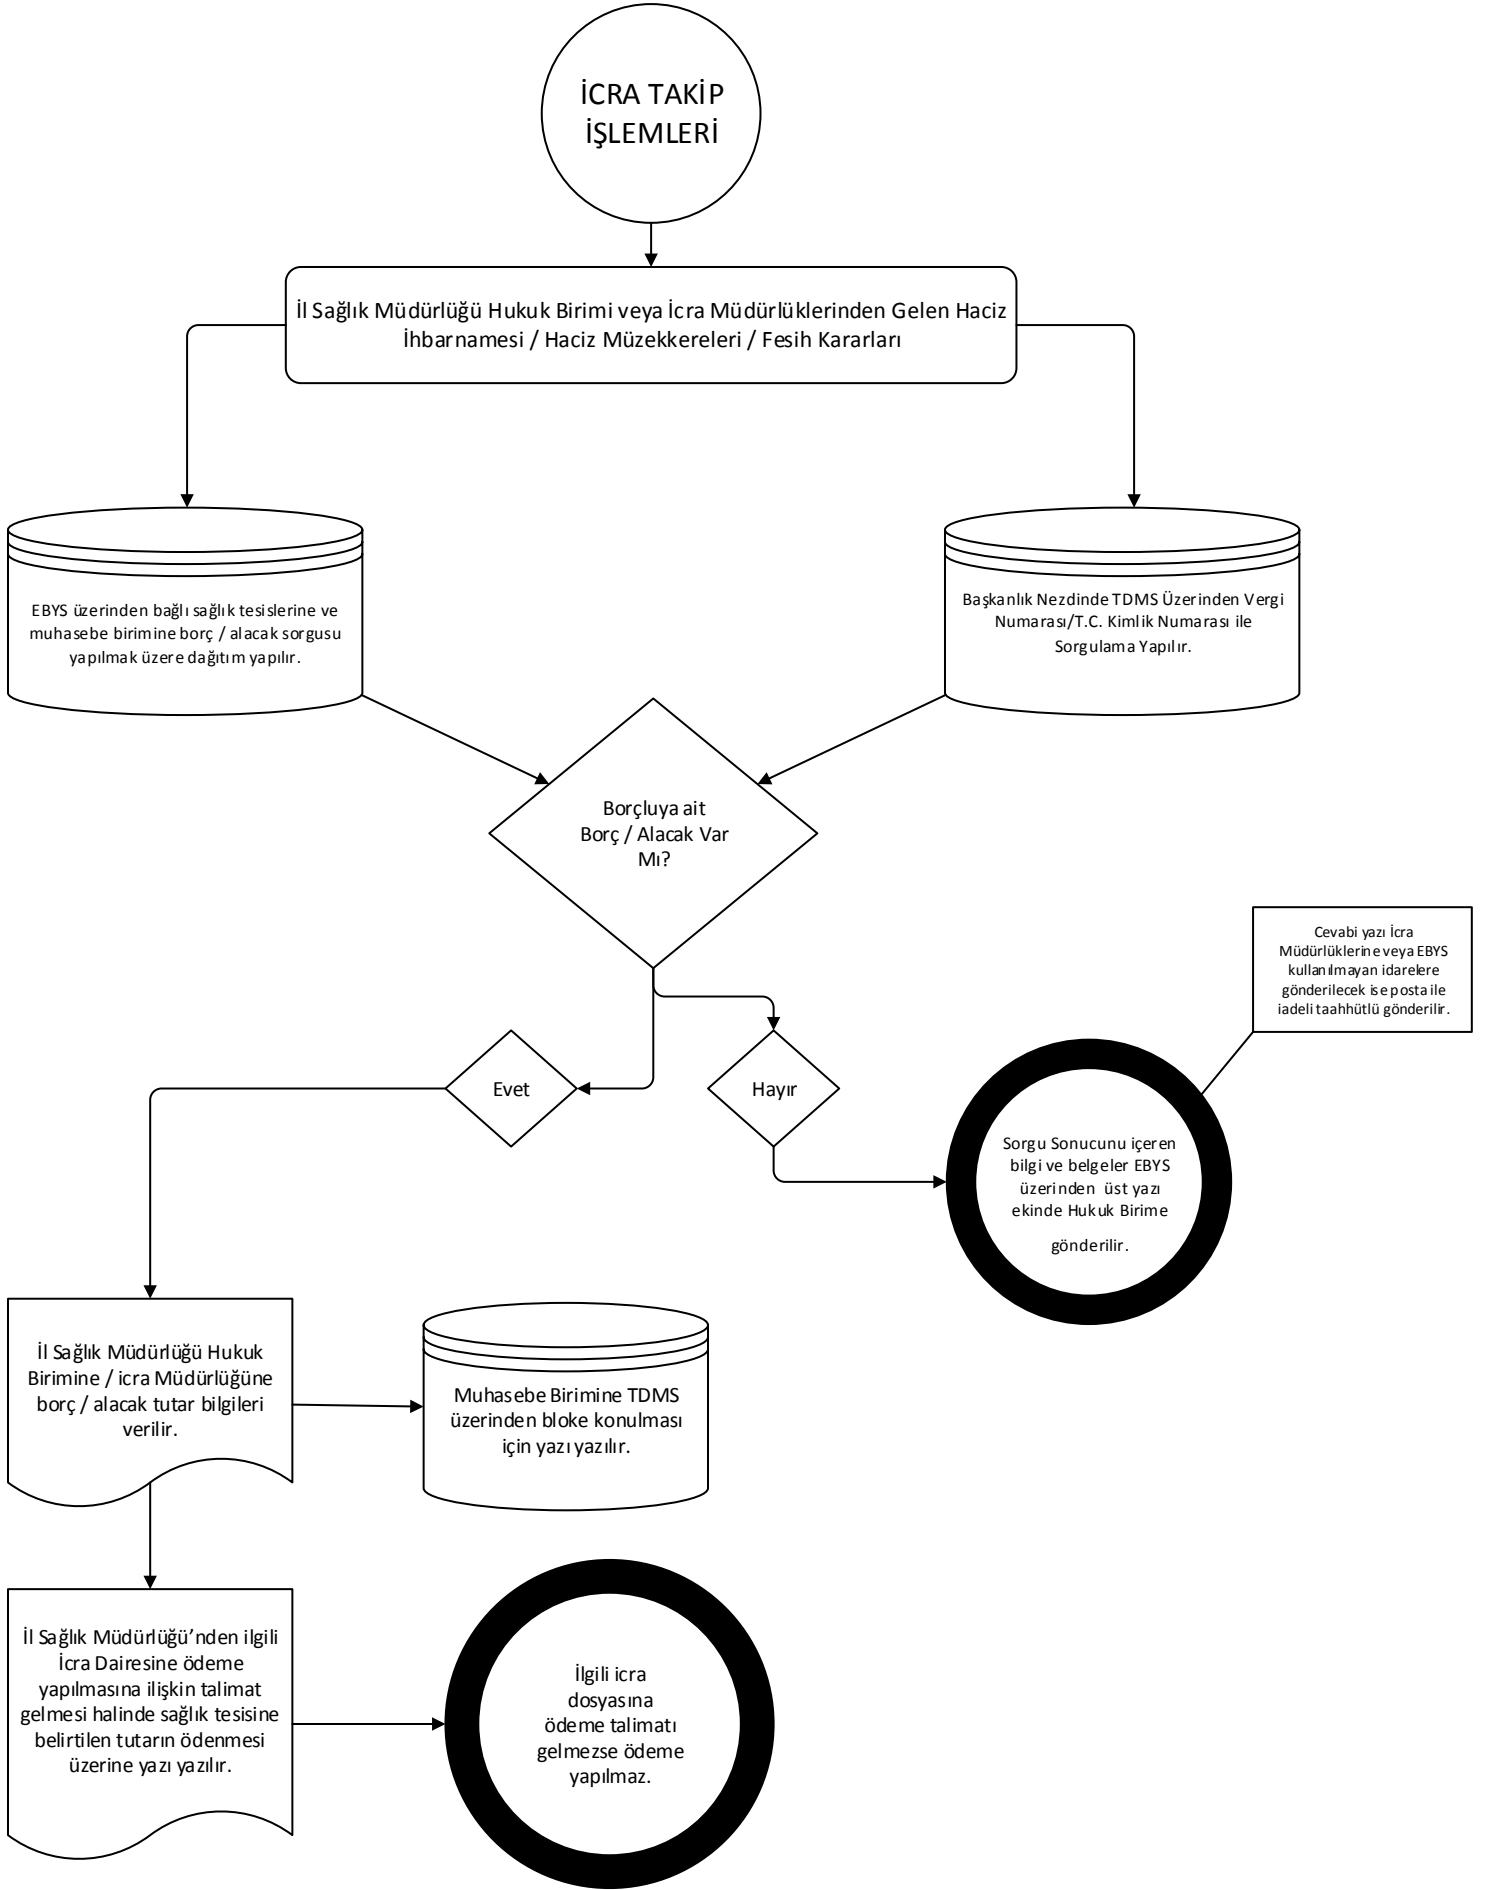 İCRA TAKİP
İŞLEMLERİ
İl Sağlık Müdürlüğü Hukuk Birimi veya İcra Müdürlüklerinden Gelen Haciz
İhbarnamesi / Haciz Müzekkereleri / Fesih Kararları
EBYS üzerinden bağlı sağlık tesislerine ve
muhasebe birimine borç / alacak sorgusu
yapılmak üzere dağıtım yapılır.
Başkanlık Nezdinde TDMS Üzerinden Vergi
Numarası/T.C. Kimlik Numarası ile
Sorgulama Yapılır.
Borçluya ait
Borç / Alacak Var
Mı?
Cevabi yazı İcra
Müdürlüklerine veya EBYS
kullanılmayan idarelere
gönderilecek ise posta ile
iadeli taahhütlü gönderilir.
Evet
Hayır
Sorgu Sonucunu içeren
bilgi ve belgeler EBYS
üzerinden üst yazı
ekinde Hukuk Birime
gönderilir.
İl Sağlık Müdürlüğü Hukuk
Birimine / icra Müdürlüğüne
borç / alacak tutar bilgileri
verilir.
Muhasebe Birimine TDMS
üzerinden bloke konulması
için yazı yazılır.
İl Sağlık Müdürlüğü’nden ilgili
İcra Dairesine ödeme
yapılmasına ilişkin talimat
gelmesi halinde sağlık tesisine
belirtilen tutarın ödenmesi
üzerine yazı yazılır.
İlgili icra
dosyasına
ödeme talimatı
gelmezse ödeme
yapılmaz.